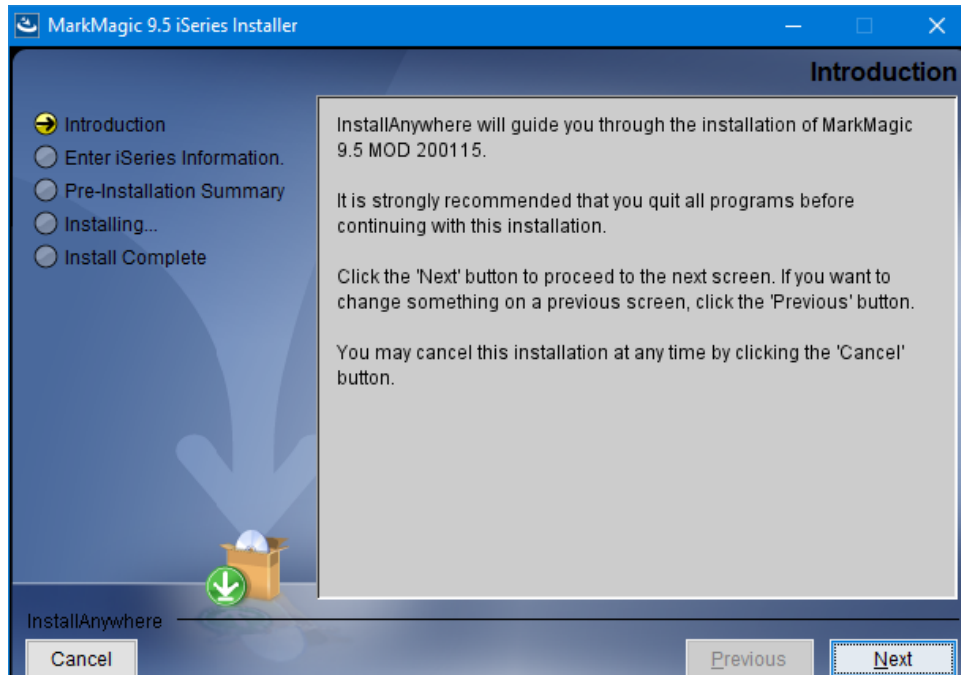 MarkMagic 9.5 iSeries Installer
Introduction
Introduction
Enter iSeries Information.
Pre-Installation Summary
Installing...
Install Complete
InstallAnywhere will guide you through the installation of MarkMagic
9.5 MOD 200115.
It is strongly recommended that you quit all programs before
continuing with this installation.
Click the 'Next' button to proceed to the next screen. If you want to
change something on a previous screen, click the 'Previous' button.
You may cancel this installation at any time by clicking the 'Cancel'
button.
InstallAnywhere
Cancel
Previous
Next